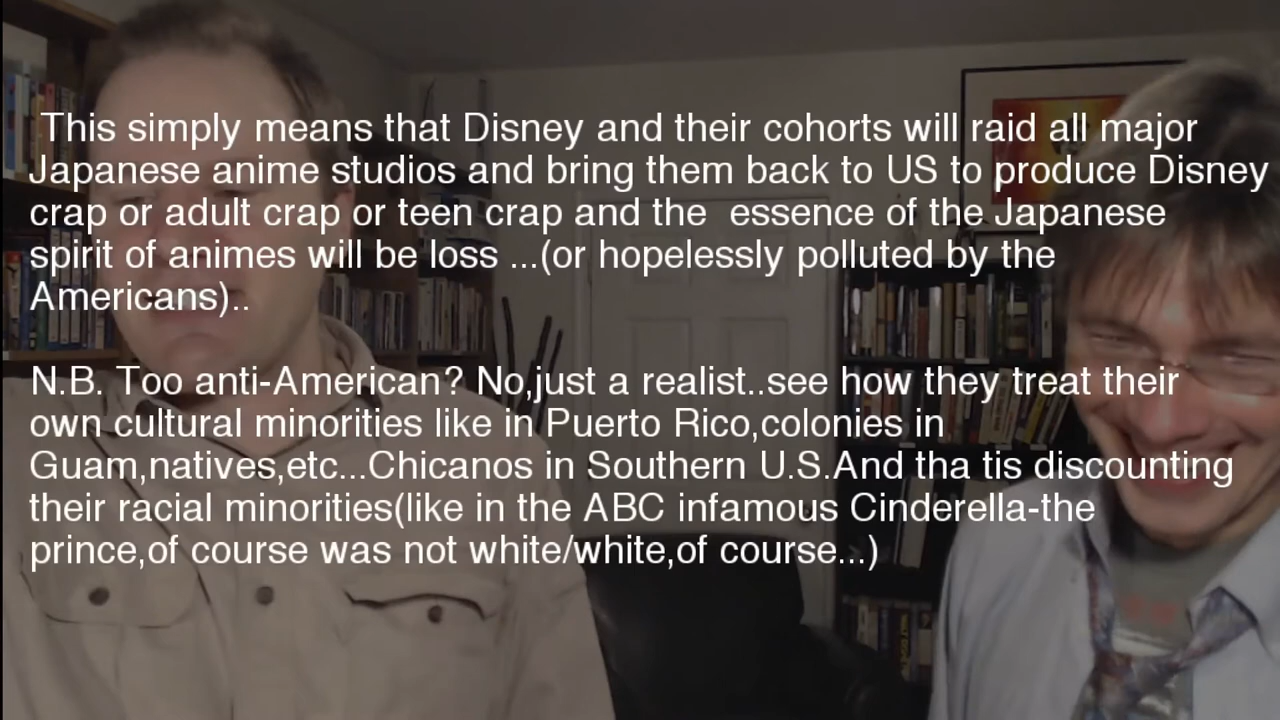 This simply means that Disney and their cohorts will raid all major
Japanese anime studios and bring them back to US to produce Disney
crap or adult crap or teen crap and the  essence of the Japanese
spirit of animes will be loss ...(or hopelessly polluted by the
Americans)..
N.B. Too anti-American? No,just a realist..see how they treat their
own cultural minorities like in Puerto Rico,colonies in
Guam,natives,etc...Chicanos in Southern U.S.And tha tis discounting
their racial minorities(like in the ABC infamous Cinderella-the
prince,of course was not white/white,of course...)